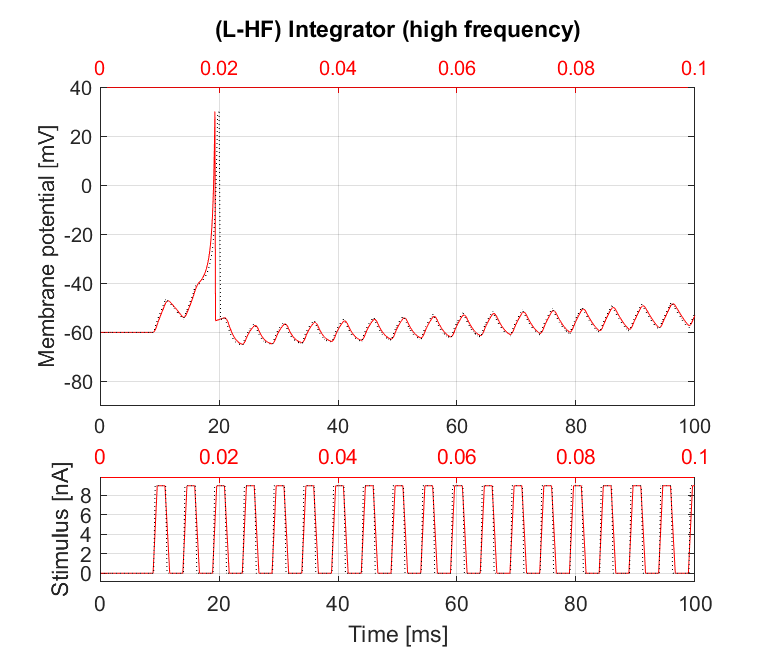 (L-HF) Integrator (high frequency)
0 0.02 0.04 0.06 0.08 0.1
Membrane potential [mV]
40
20
0
-20
-40
-60
-80
0 20 40 60 80 100
0 0.02 0.04 0.06 0.08 0.1
Stimulus [nA]
8
6
4
2
0
0 20 40 60 80 100
Time [ms]